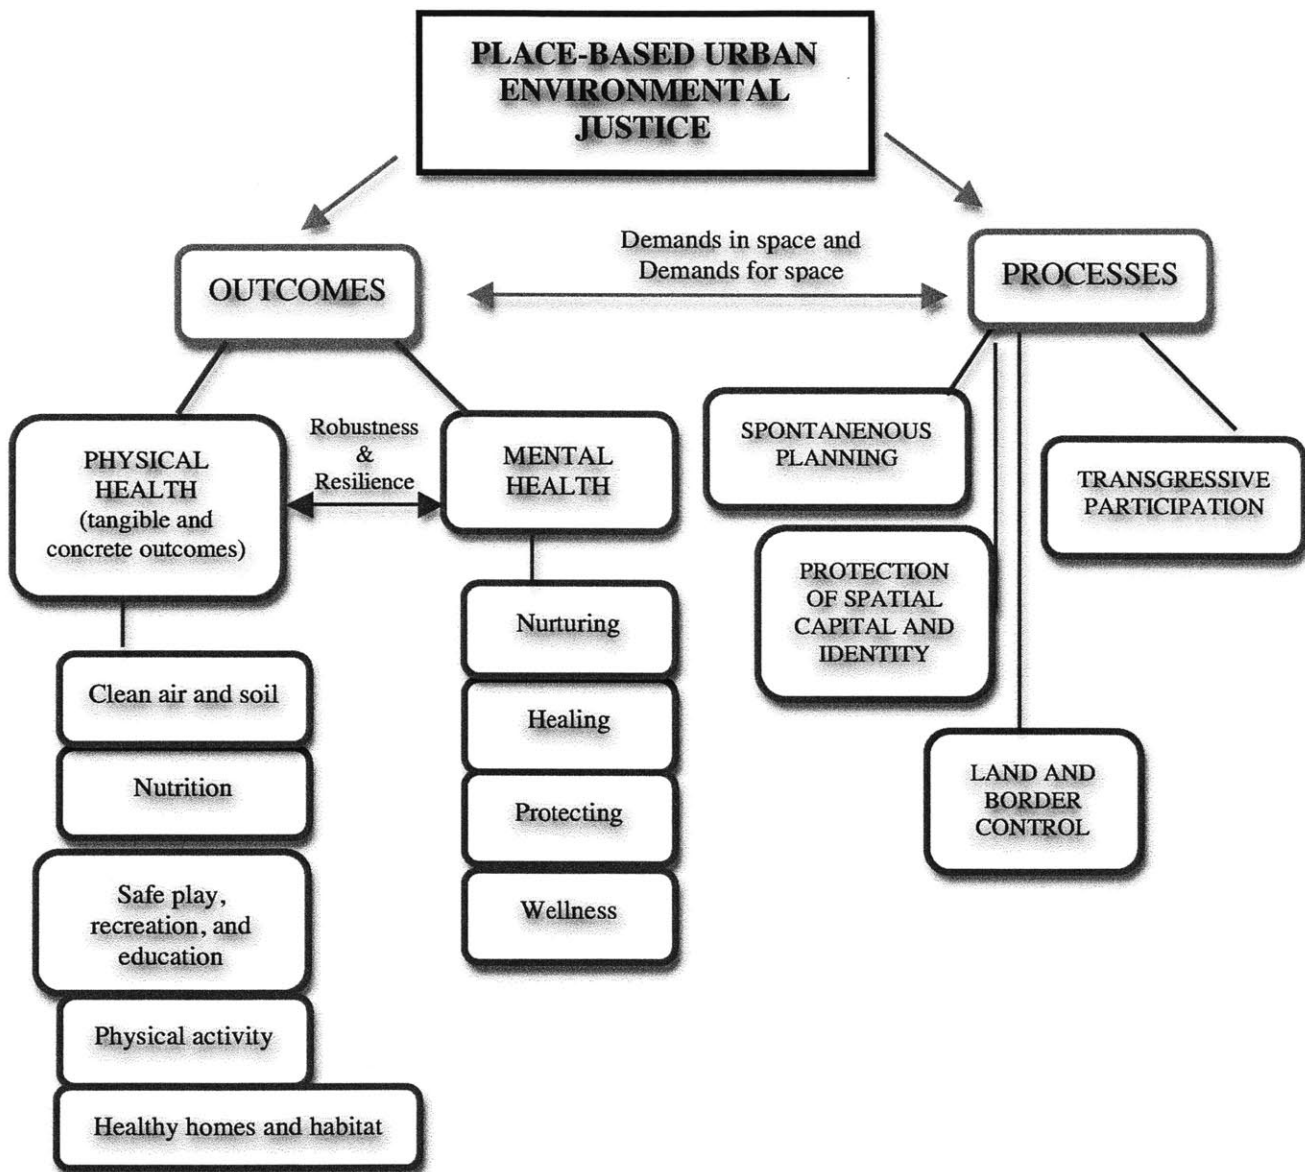 PLACE-BASED URBAN
ENVIRONMENTAL
JUSTICE
OUTCOMES
Demands in space and
Demands for space
PROCESSES
PHYSICAL
HEALTH
(tangible and
concrete outcomes)
Robustness
&
Resilience
MENTAL
HEALTH
Clean air and soil
Nutrition
Safe play,
recreation, and
education
Physical activity
Healthy homes and habitat
Nurturing
Healing
Protecting
Wellness
SPONTANENOUS
PLANNING
PROTECTION
OF SPATIAL
CAPITAL AND
IDENTITY
LAND AND
BORDER
CONTROL
TRANSGRESSIVE
PARTICIPATION